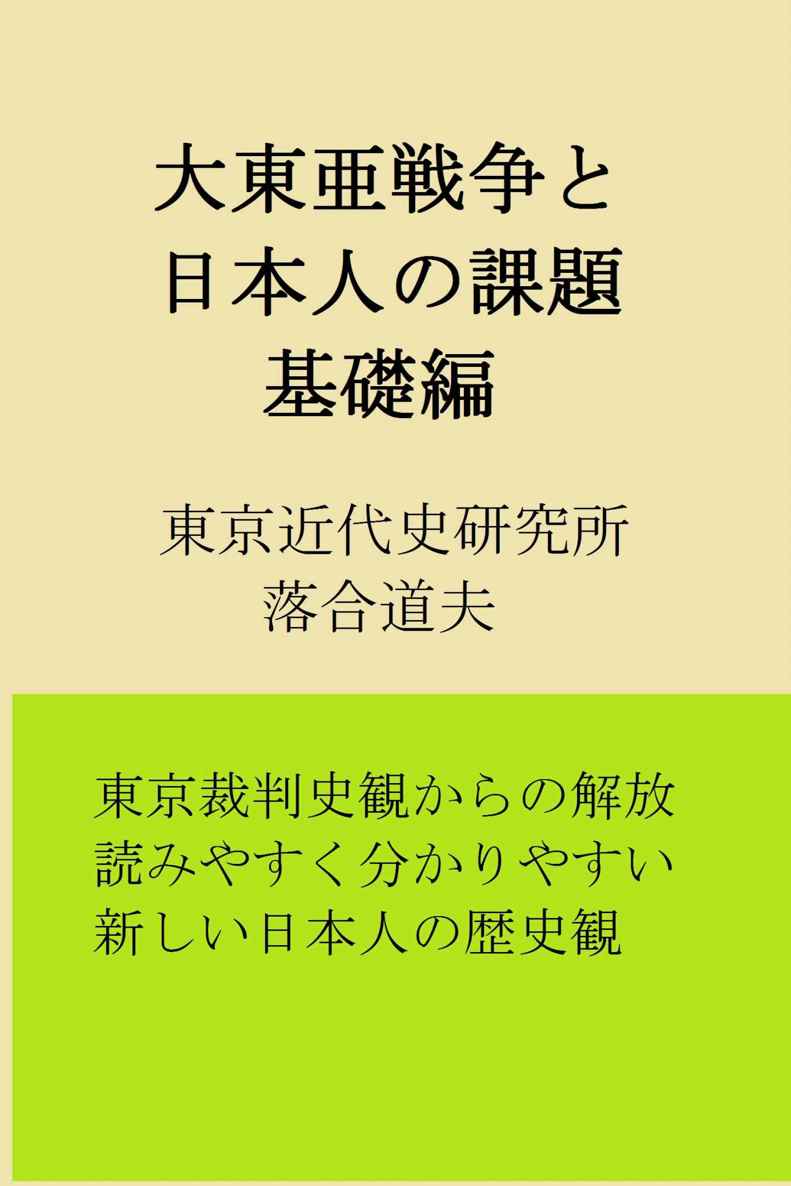 大東亜戦争と
日本人の課題
基礎編
東京近代史研究所
落合道夫
東京裁判史観からの解放
読みやすく分かりやすい
新しい日本人の歴史観